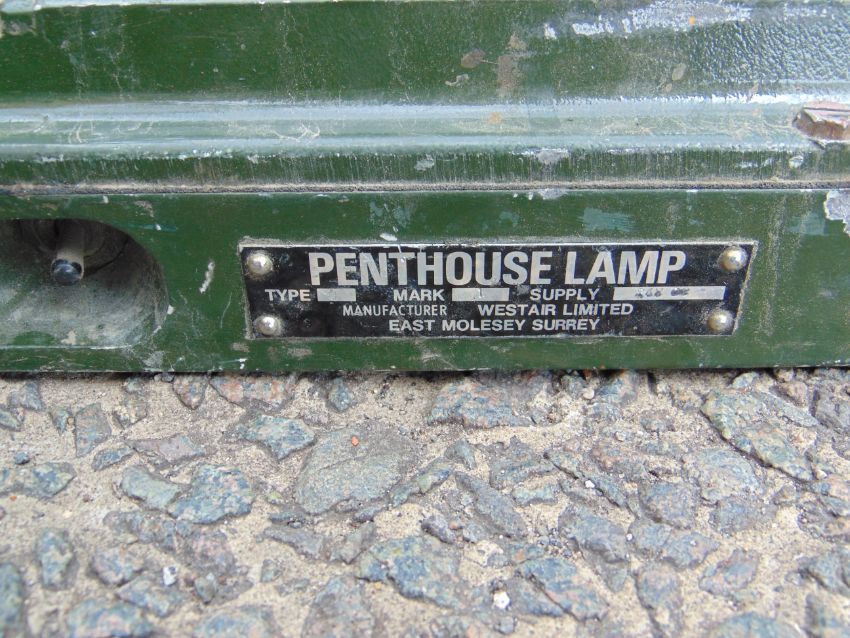 PENTHOUSE LAMP
TYPE MARK SUPPLY
MANUFACTURER WESTAIR LIMITED
EAST MOLESEY SURREY